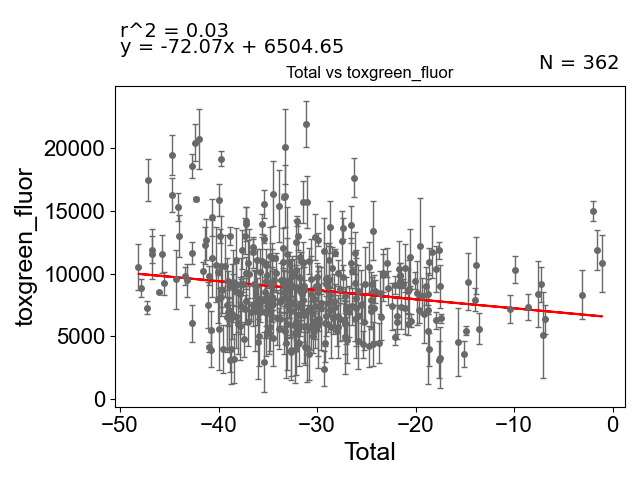 r^2 = 0.03
y = -72.07x + 6504.65
N = 362
Total vs toxgreen_fluor
toxgreen_fluor
20000
15000
10000
5000
0
−50 −40 −30 −20 −10 0
Total